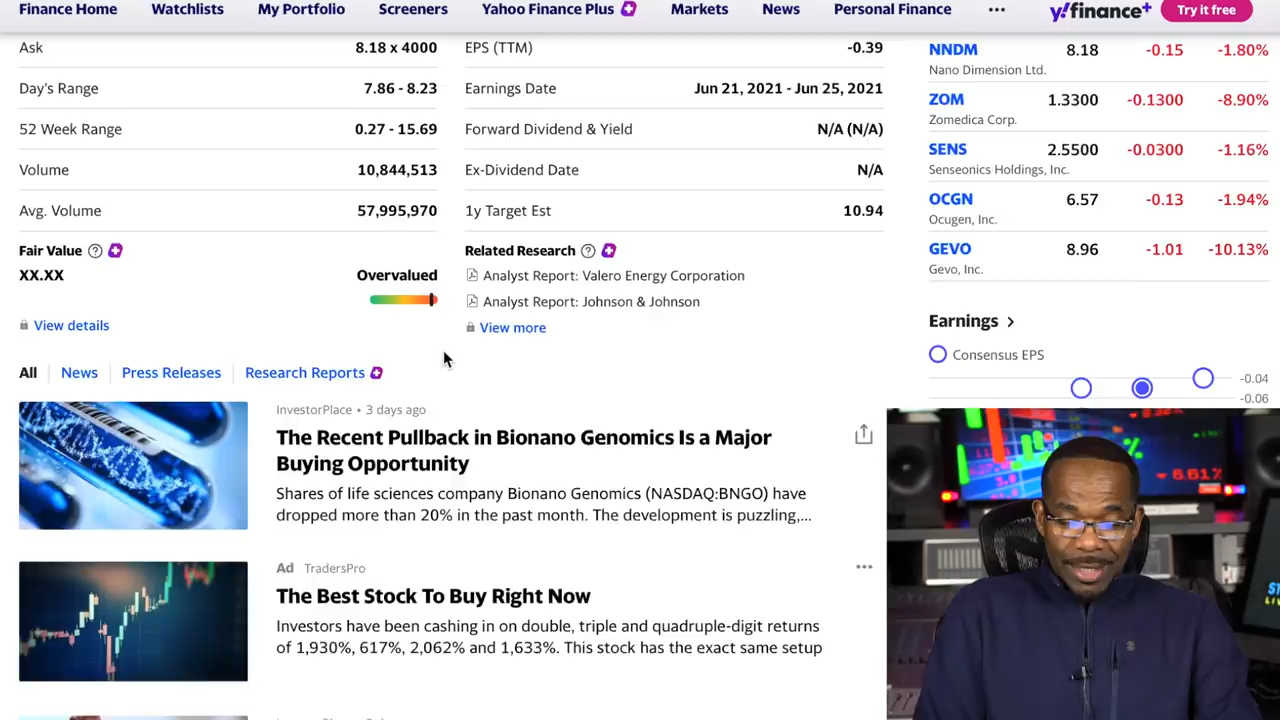 Finance Home Watchlists My Portfolio Screeners Yahoo Finance Plus Markets News Personal Finance ••• y!finance+ Try it free
Ask 8.18 x 4000
Day's Range 7.86 - 8.23
52 Week Range 0.27 - 15.69
Volume 10,844,513
Avg. Volume 57,995,970
EPS (TTM) -0.39
Earnings Date Jun 21, 2021 - Jun 25, 2021
Forward Dividend & Yield N/A (N/A)
Ex-Dividend Date N/A
1y Target Est 10.94
Fair Value
XX.XX Overvalued
View details
Related Research
Analyst Report: Valero Energy Corporation
Analyst Report: Johnson & Johnson
View more
All News Press Releases Research Reports
InvestorPlace • 3 days ago
The Recent Pullback in Bionano Genomics Is a Major
Buying Opportunity
Shares of life sciences company Bionano Genomics (NASDAQ:BNGO) have
dropped more than 20% in the past month. The development is puzzling,...
Ad TradersPro
The Best Stock To Buy Right Now
Investors have been cashing in on double, triple and quadruple-digit returns
of 1,930%, 617%, 2,062% and 1,633%. This stock has the exact same setup
NNDM 8.18 -0.15 -1.80%
Nano Dimension Ltd.
ZOM 1.3300 -0.1300 -8.90%
Zomedica Corp.
SENS 2.5500 -0.0300 -1.16%
Senseonics Holdings, Inc.
OCGN 6.57 -0.13 -1.94%
Ocugen, Inc.
GEVO 8.96 -1.01 -10.13%
Gevo, Inc.
Earnings
Consensus EPS
-0.04
-0.06
6.61%